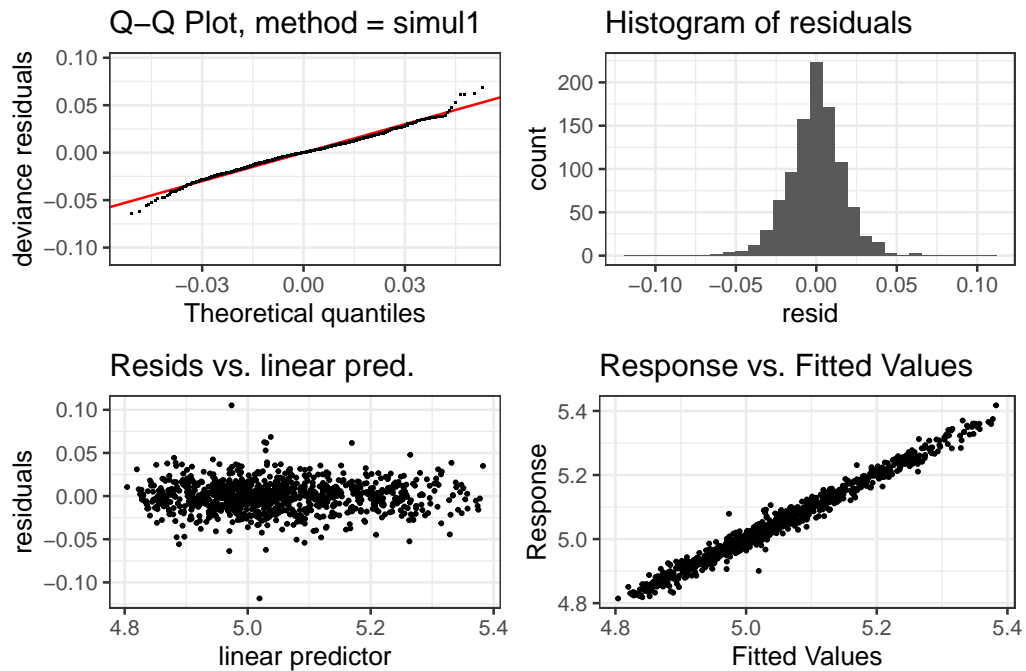 Q−Q Plot, method = simul1
deviance residuals
0.10
0.05
0.00
−0.05
−0.10
−0.03 0.00 0.03
Theoretical quantiles
Histogram of residuals
count
200
150
100
50
0
−0.10 −0.05 0.00 0.05 0.10
resid
Resids vs. linear pred.
residuals
0.10
0.05
0.00
−0.05
−0.10
4.8 5.0 5.2 5.4
linear predictor
Response vs. Fitted Values
Response
5.4
5.2
5.0
4.8
4.8 5.0 5.2 5.4
Fitted Values